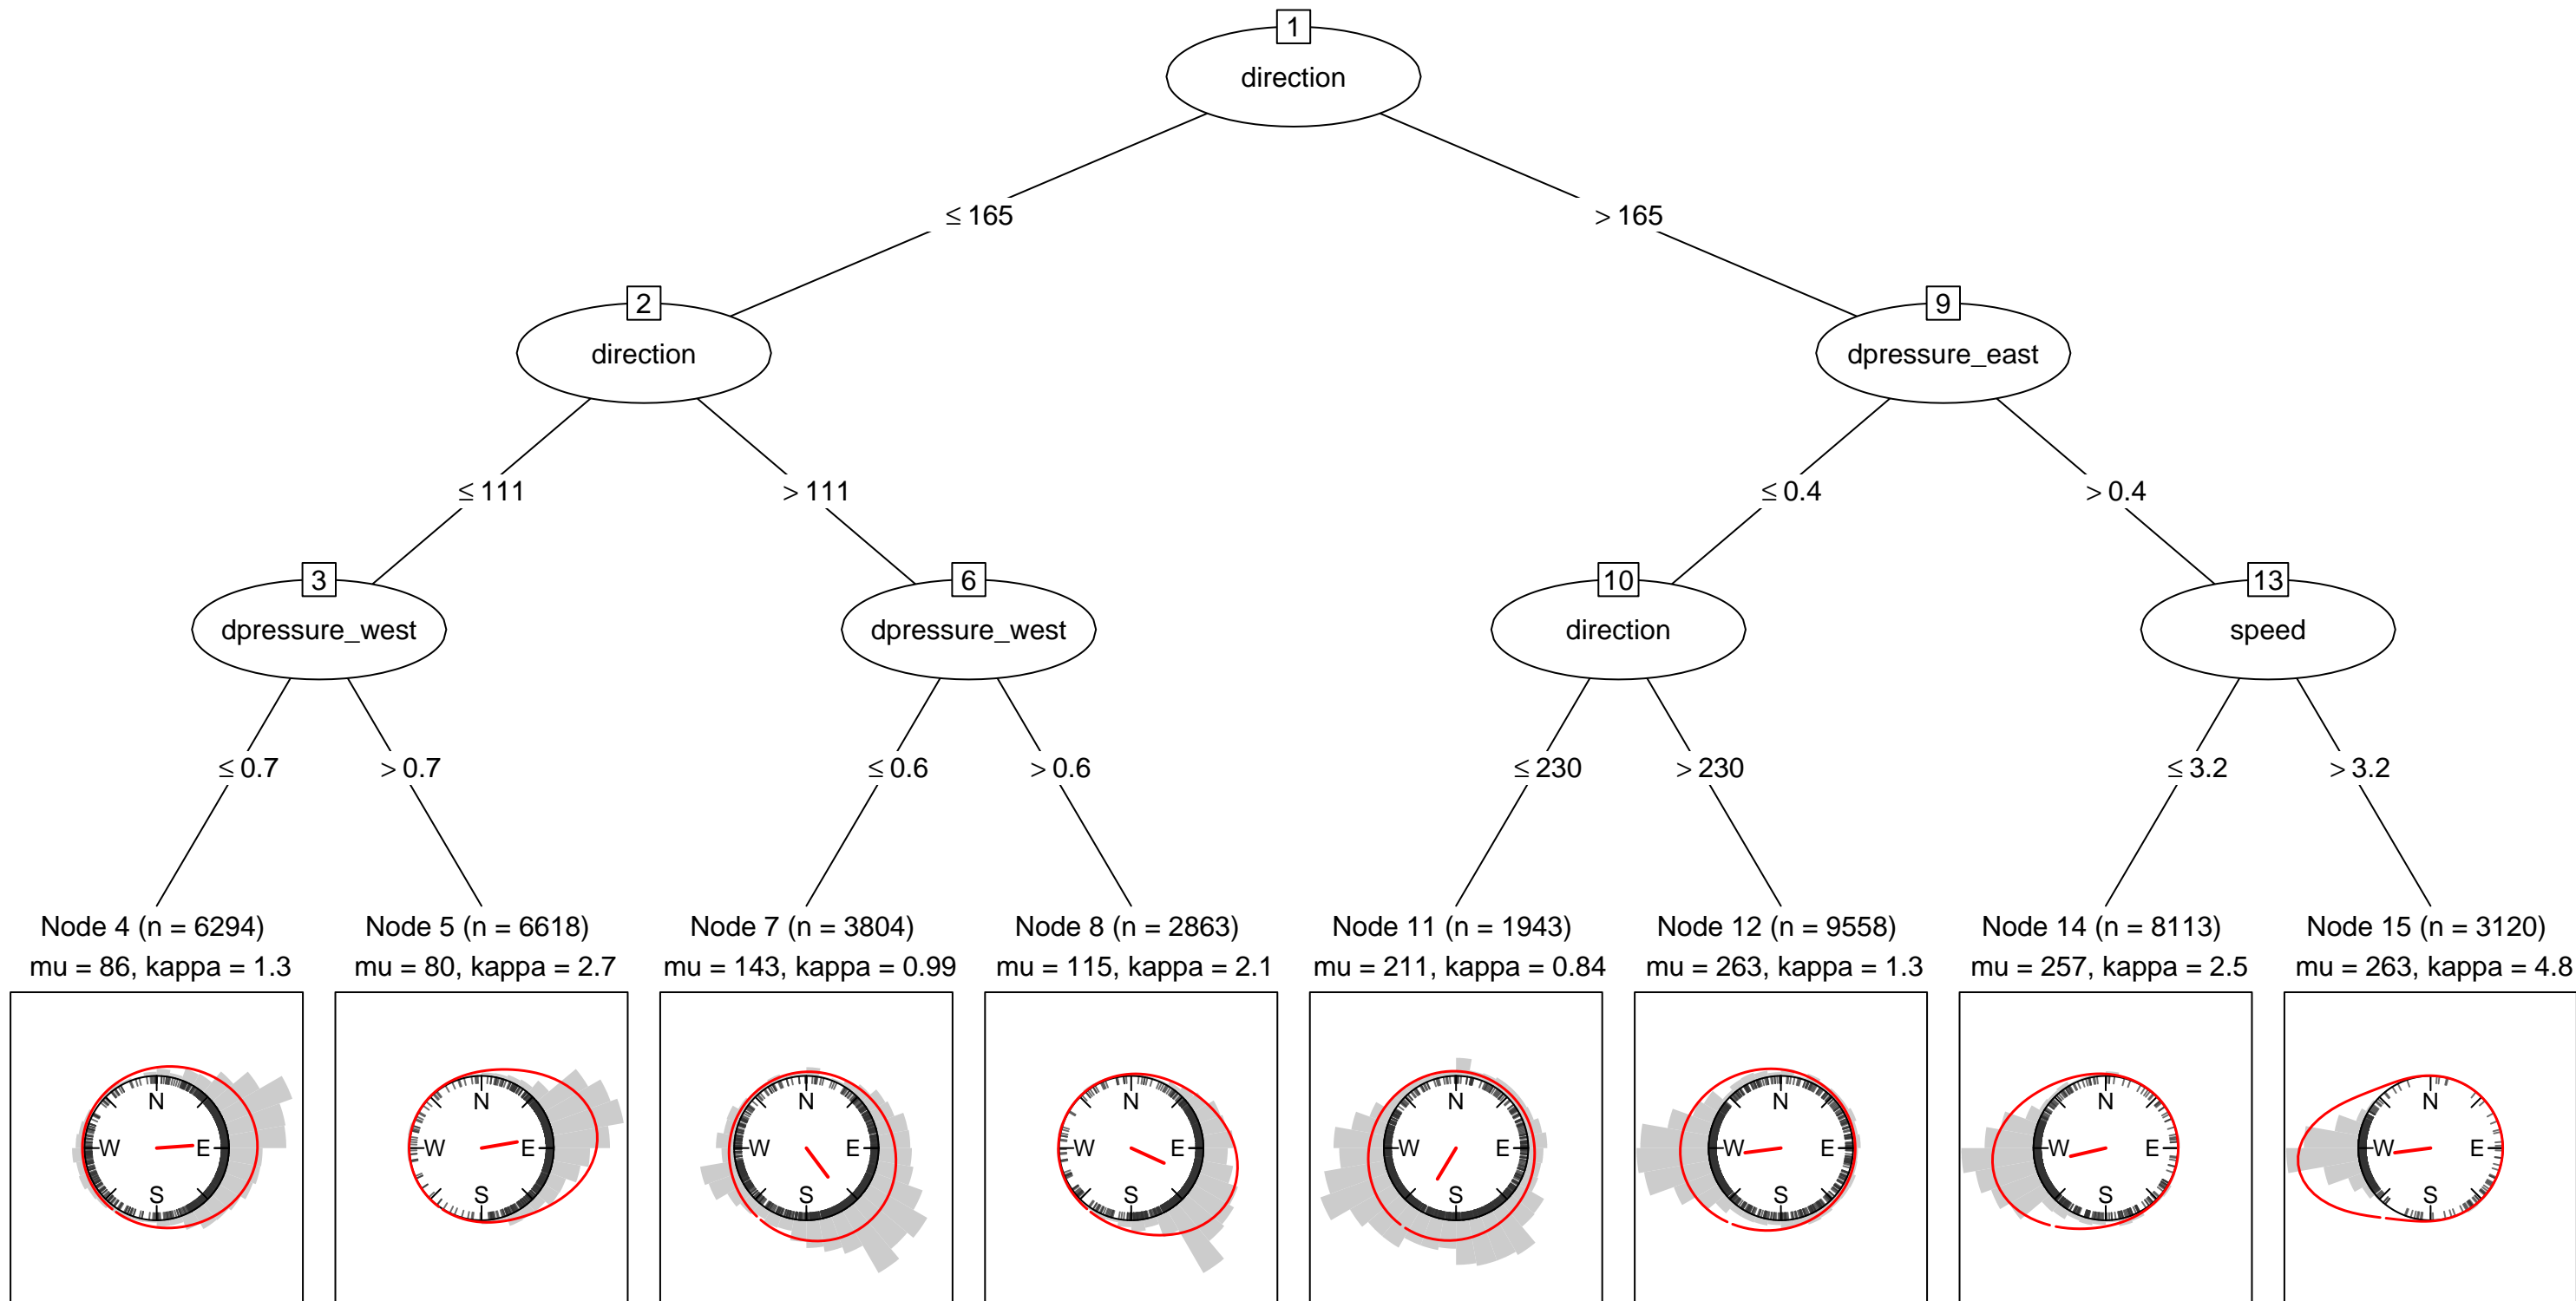 1
direction
≤ 165
> 165
2
direction
9
dpressure_east
≤ 111
> 111
≤ 0.4
> 0.4
3
dpressure_west
6
dpressure_west
10
direction
13
speed
≤ 0.7
> 0.7
≤ 0.6
> 0.6
≤ 230
> 230
≤ 3.2
> 3.2
Node 4 (n = 6294)
mu = 86, kappa = 1.3
Node 5 (n = 6618)
mu = 80, kappa = 2.7
Node 7 (n = 3804)
mu = 143, kappa = 0.99
Node 8 (n = 2863)
mu = 115, kappa = 2.1
Node 11 (n = 1943)
mu = 211, kappa = 0.84
Node 12 (n = 9558)
mu = 263, kappa = 1.3
Node 14 (n = 8113)
mu = 257, kappa = 2.5
Node 15 (n = 3120)
mu = 263, kappa = 4.8
N
W E
S
N
W E
S
N
W E
S
N
W E
S
N
W E
S
N
W E
S
N
W E
S
N
W E
S